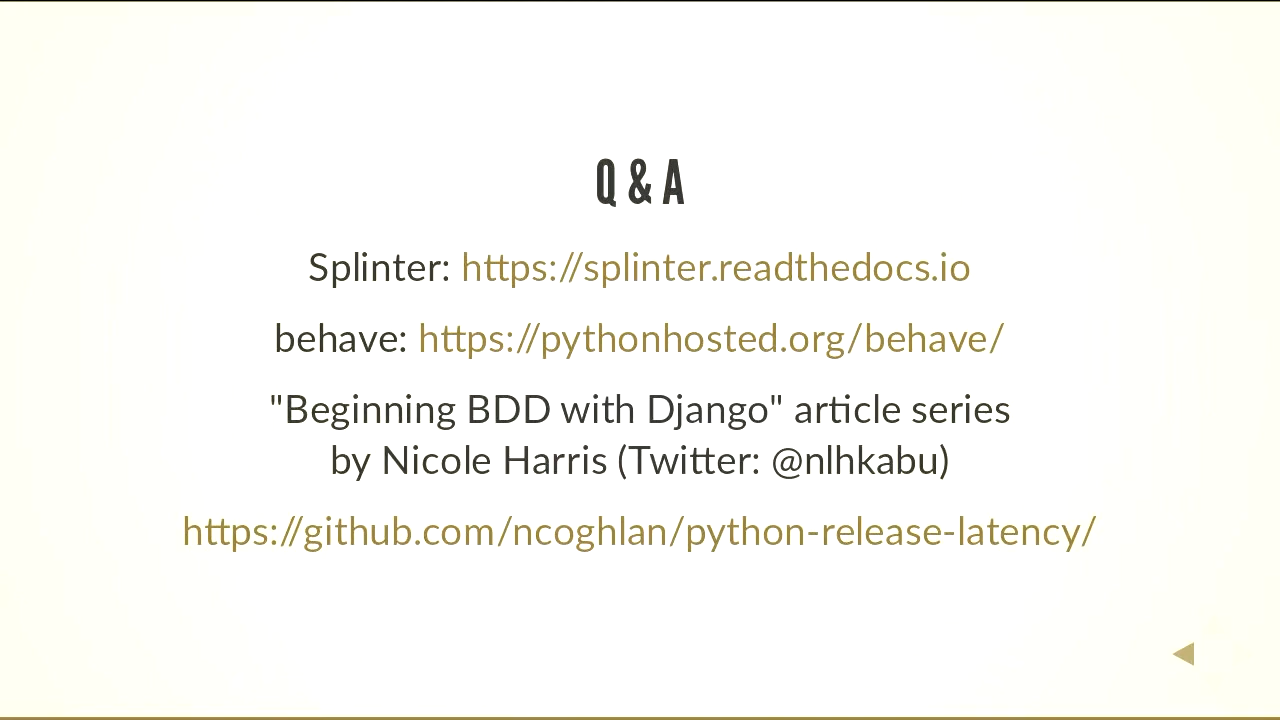 Q & A
Splinter: https://splinter.readthedocs.io
behave: https://pythonhosted.org/behave/
"Beginning BDD with Django" article series
by Nicole Harris (Twitter: @nlhkabu)
https://github.com/ncoghlan/python-release-latency/